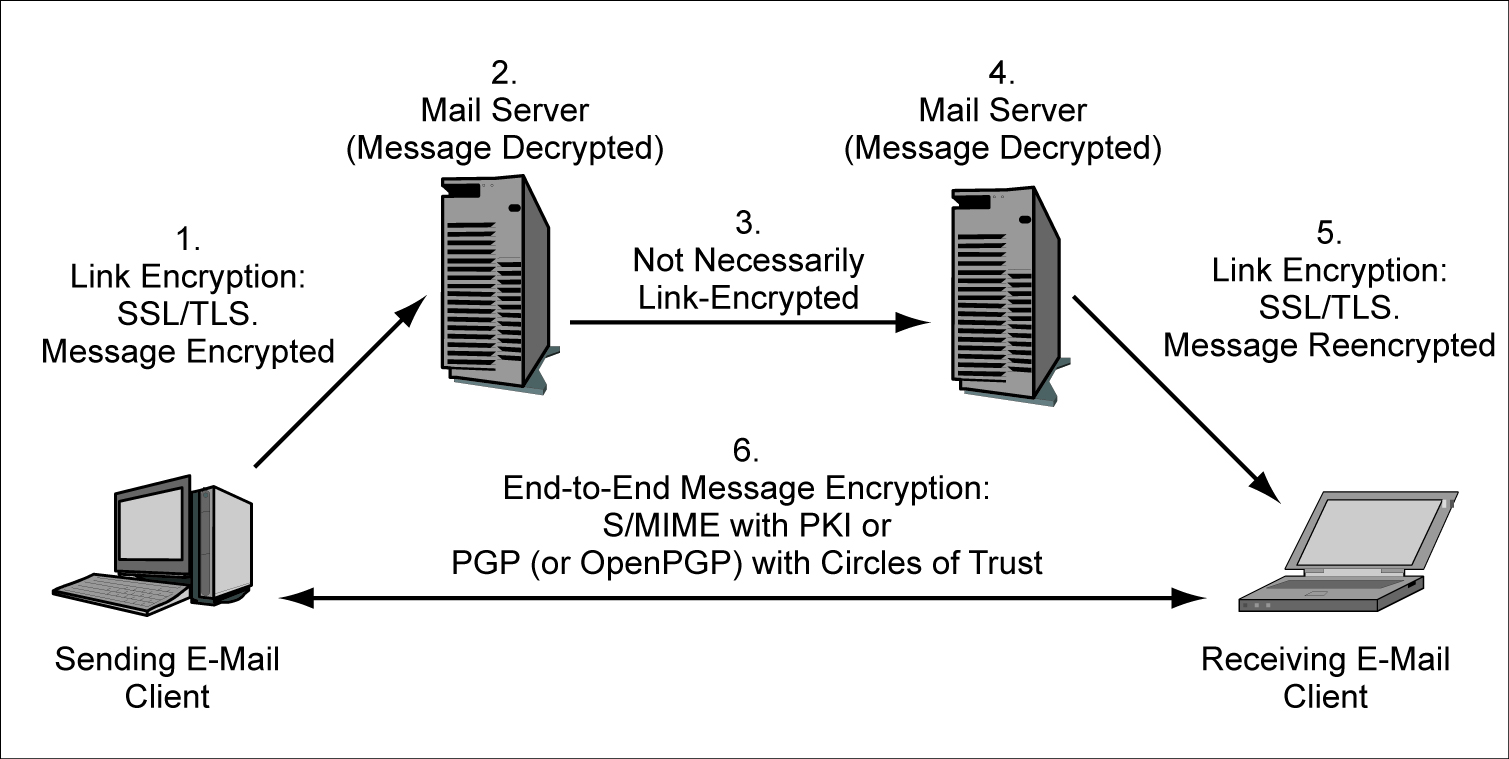 1.
Link Encryption:
SSL/TLS.
Message Encrypted
2.
Mail Server
(Message Decrypted)
3.
Not Necessarily
Link-Encrypted
4.
Mail Server
(Message Decrypted)
5.
Link Encryption:
SSL/TLS.
Message Reencrypted
6.
End-to-End Message Encryption:
S/MIME with PKI or
PGP (or OpenPGP) with Circles of Trust
Sending E-Mail
Client
Receiving E-Mail
Client